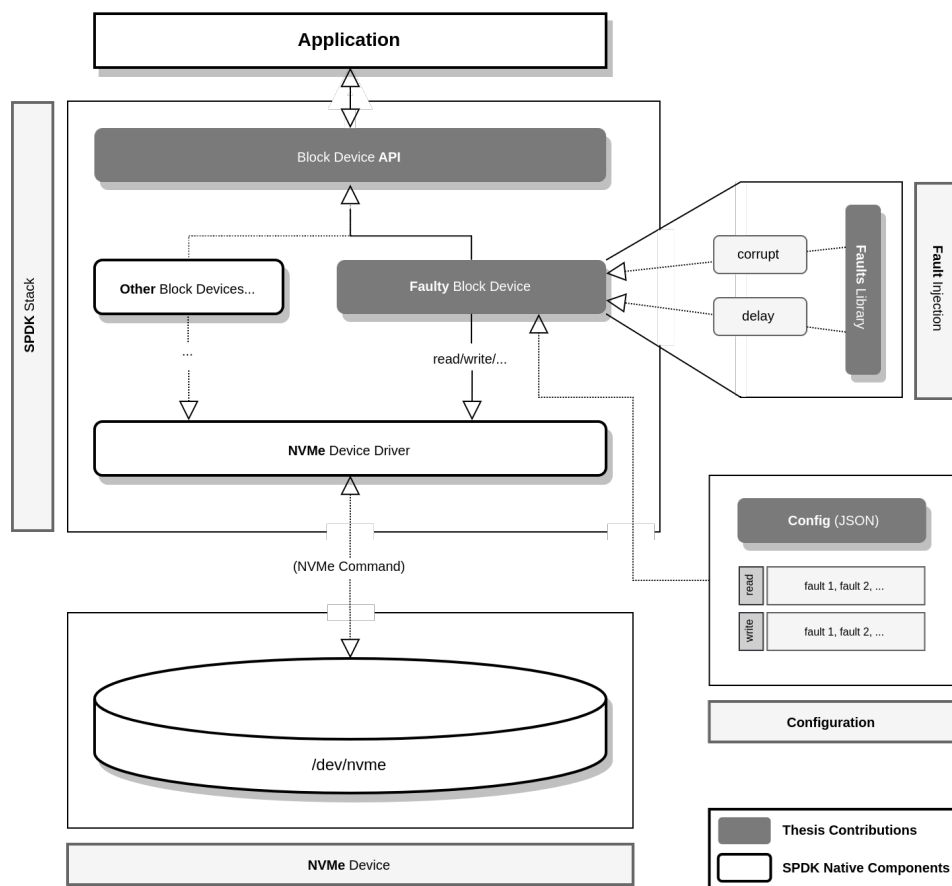 Application
SPDK Stack
Block Device API
Other Block Devices...
Faulty Block Device
corrupt
delay
Faults Library
Fault Injection
...
read/write/...
NVMe Device Driver
(NVMe Command)
Config (JSON)
read
fault 1, fault 2, ...
write
fault 1, fault 2, ...
Configuration
/dev/nvme
NVMe Device
Thesis Contributions
SPDK Native Components